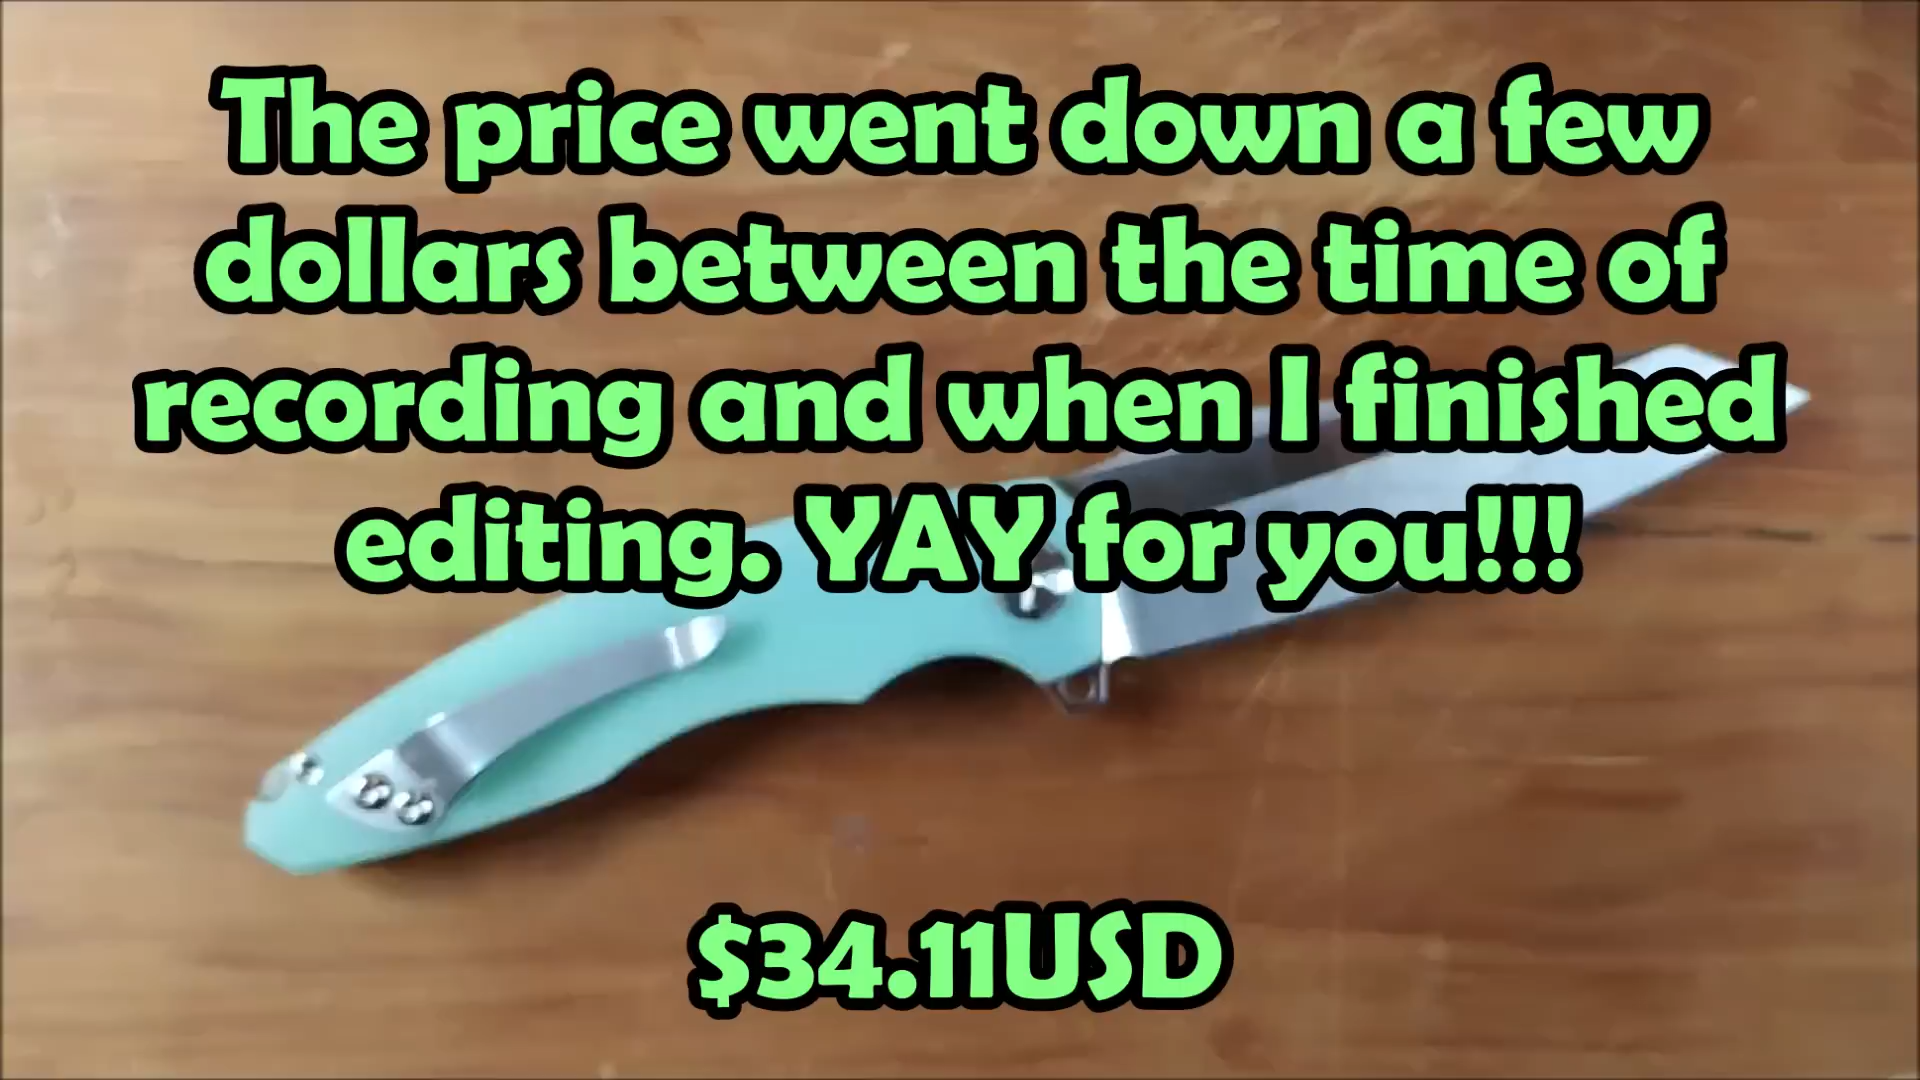 The price went down a few
dollars between the time of
recording and when I finished
editing. YAY for you!!!
$34.11USD